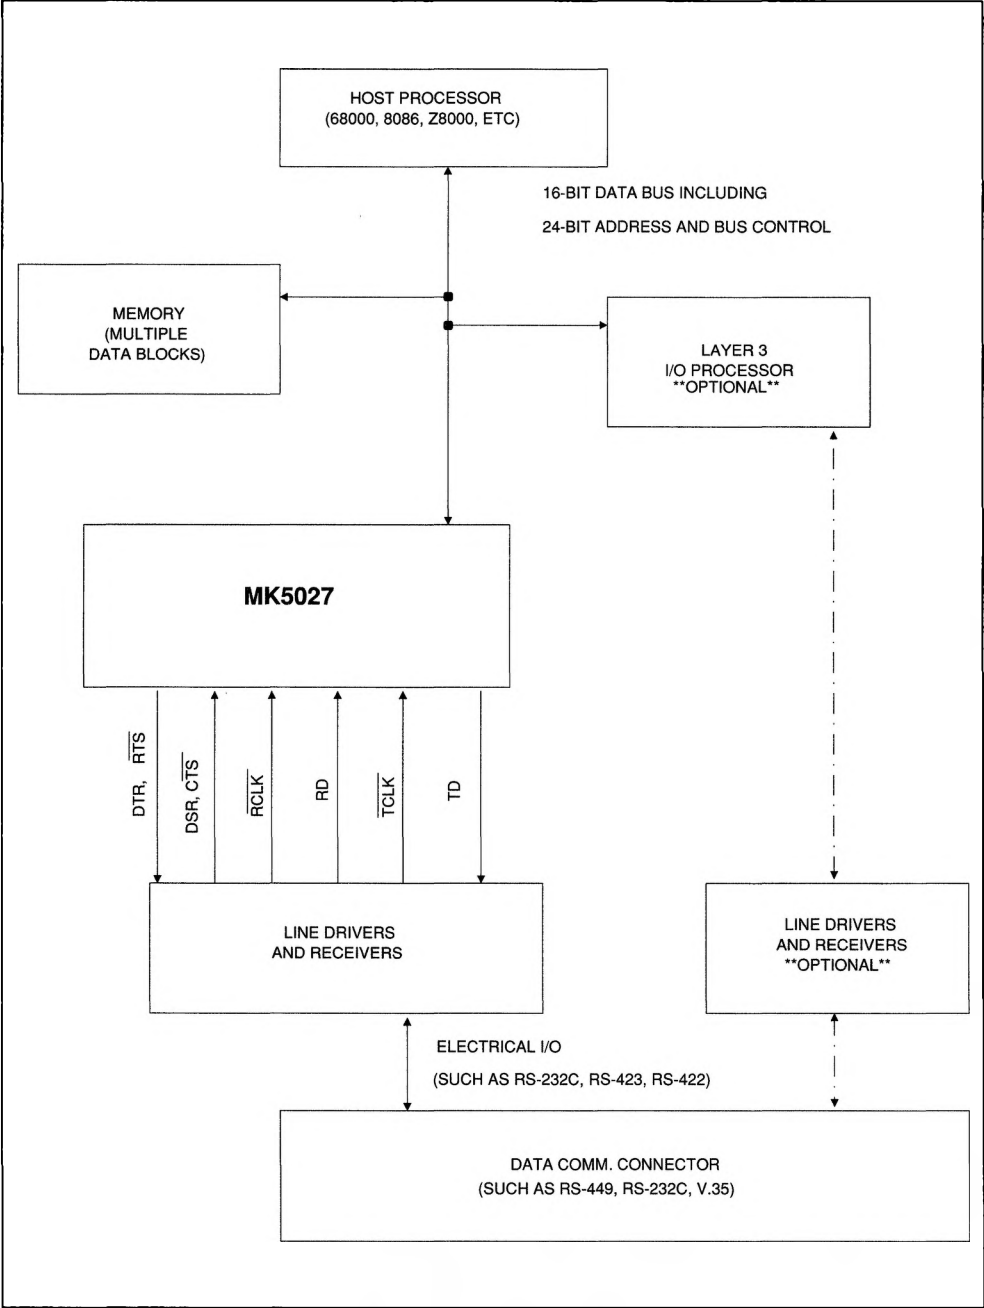 HOST PROCESSOR
(68000, 8086, Z8000, ETC)
16-BIT DATA BUS INCLUDING
24-BIT ADDRESS AND BUS CONTROL
MEMORY
(MULTIPLE
DATA BLOCKS)
LAYER 3
I/O PROCESSOR
**OPTIONAL**
MK5027
DTR, RTS
DSR, CTS
RCLK
RD
TCLK
TD
LINE DRIVERS
AND RECEIVERS
LINE DRIVERS
AND RECEIVERS
**OPTIONAL**
ELECTRICAL I/O
(SUCH AS RS-232C, RS-423, RS-422)
DATA COMM. CONNECTOR
(SUCH AS RS-449, RS-232C, V.35)